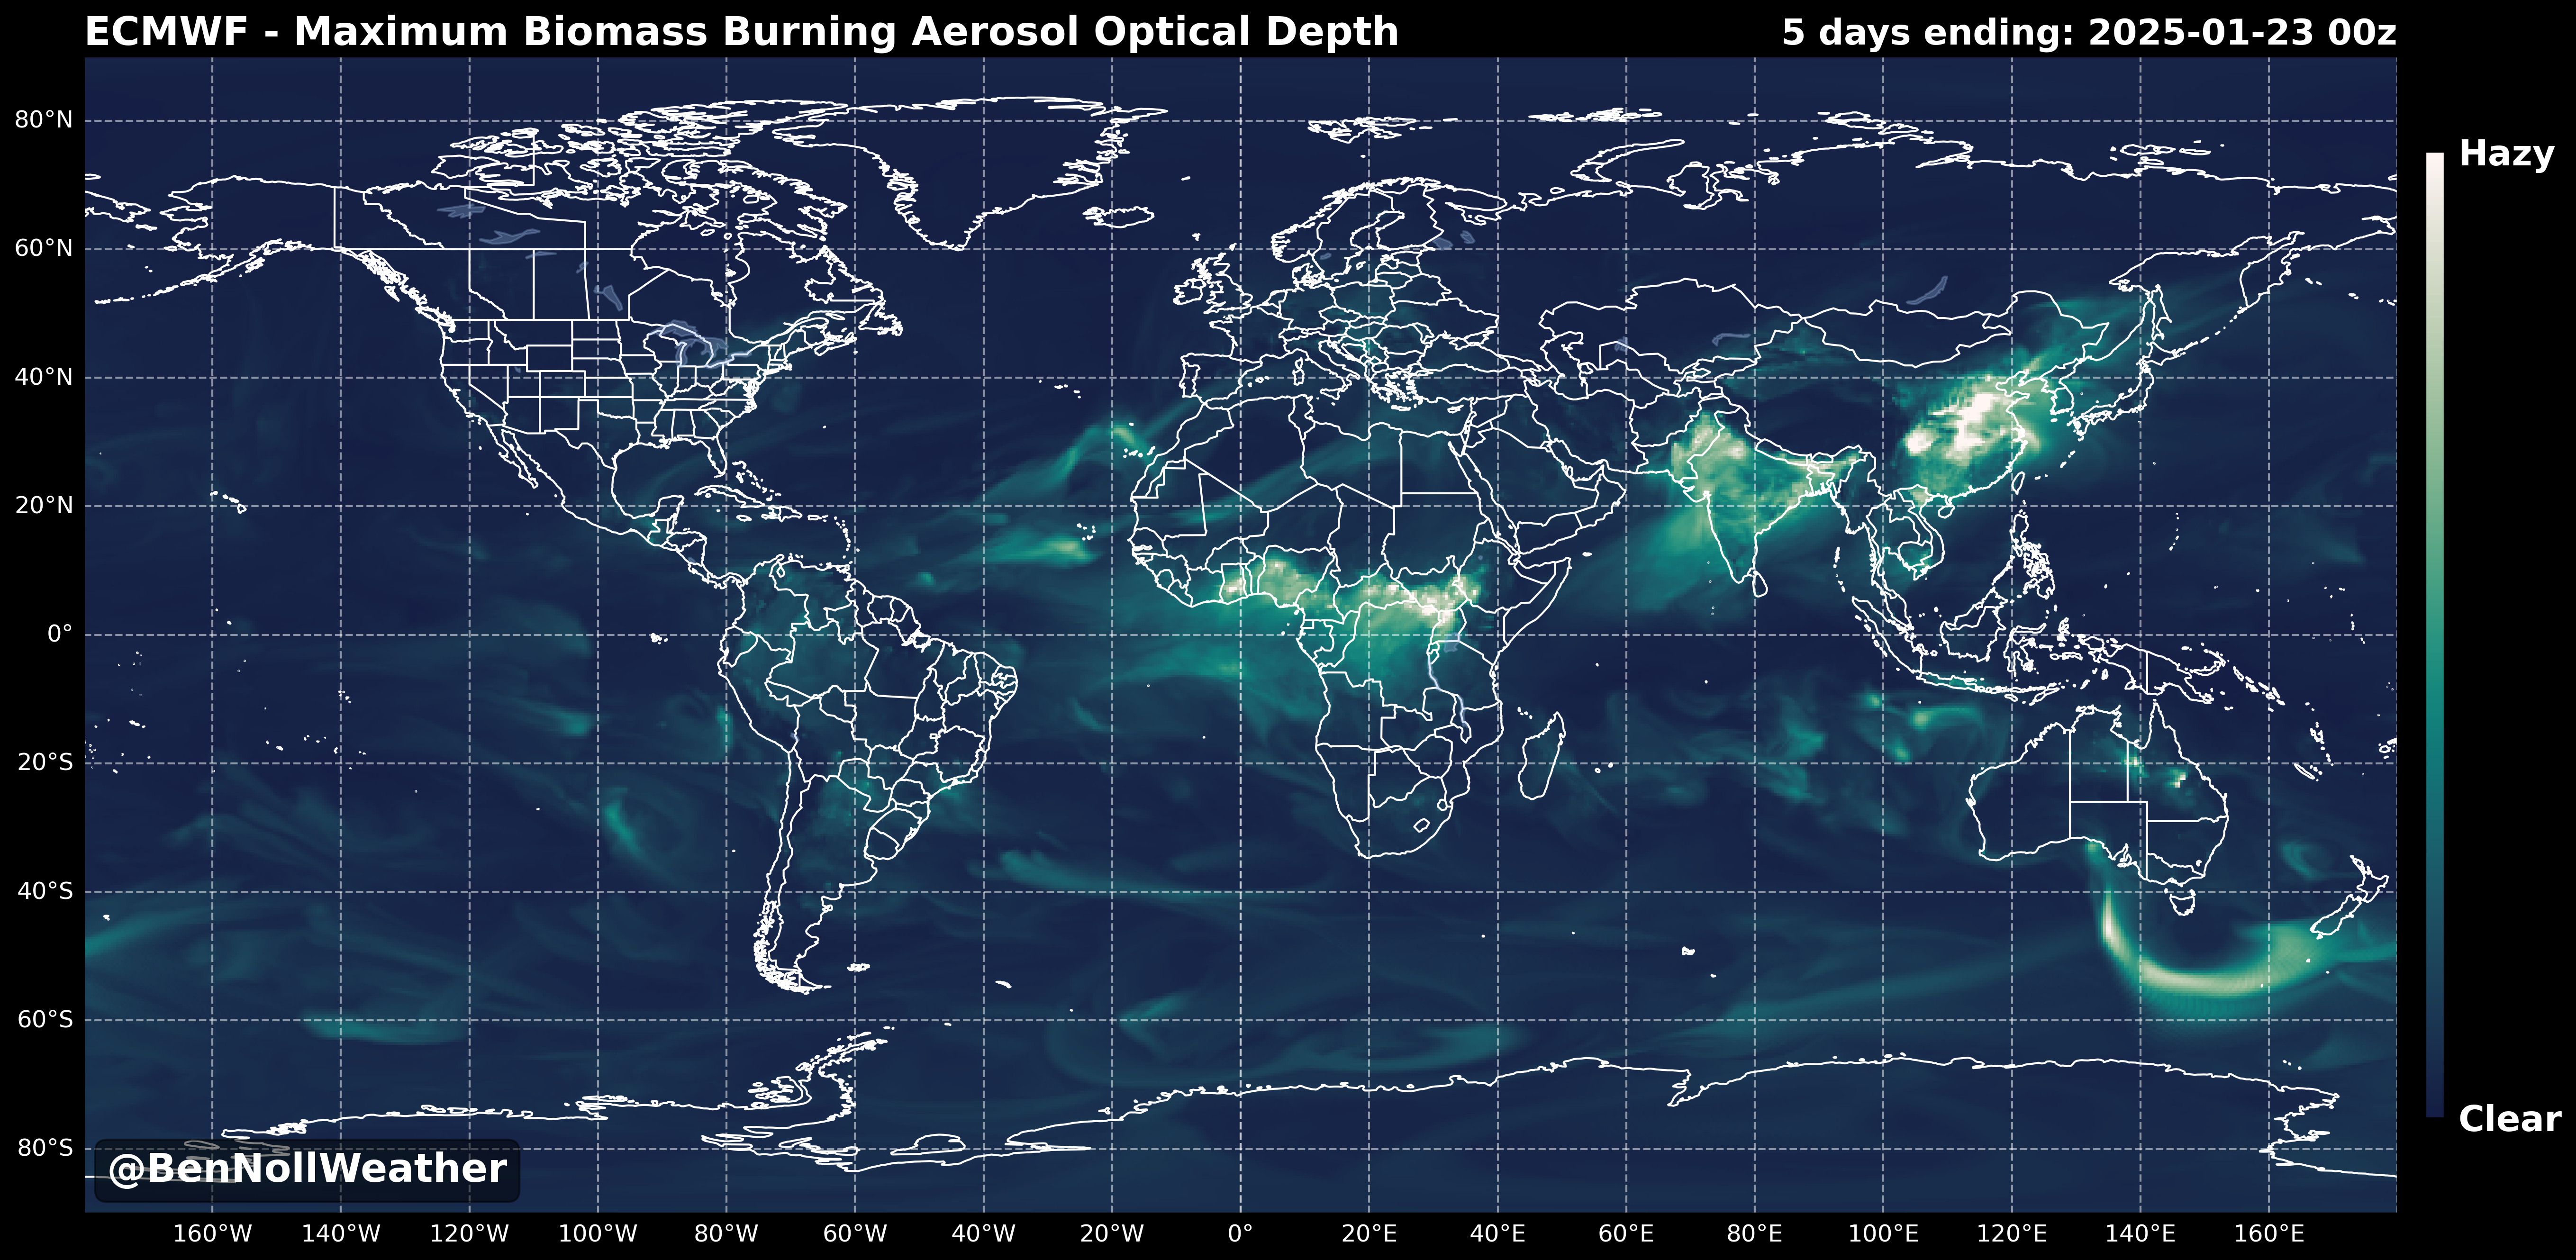 ECMWF - Maximum Biomass Burning Aerosol Optical Depth 5 days ending: 2025-01-23 00z
Hazy
80°N
60°N
40°N
20°N
0°
20°S
40°S
60°S
80°S
Clear
@BenNollWeather
160°W 140°W 120°W 100°W 80°W 60°W 40°W 20°W 0° 20°E 40°E 60°E 80°E 100°E 120°E 140°E 160°E